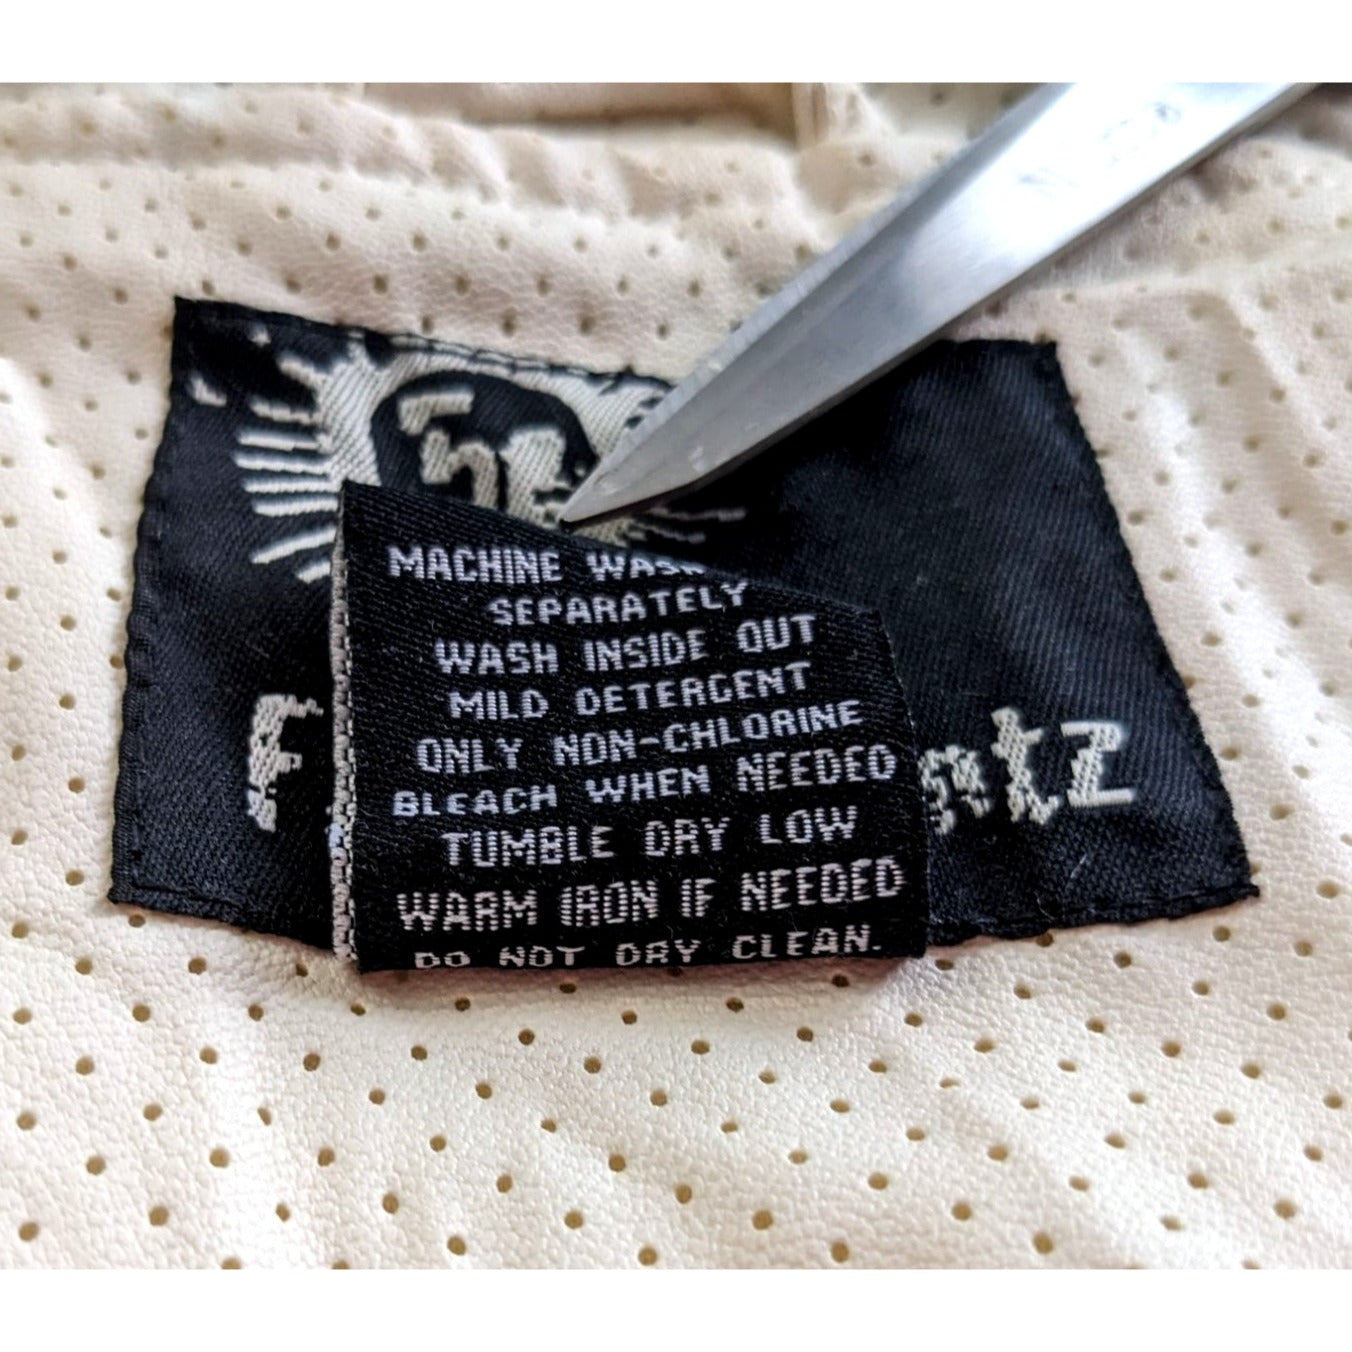 MACHINE WASH
SEPARATELY
WASH INSIDE OUT
MILD DETERGENT
ONLY NON-CHLORINE
BLEACH WHEN NEEDED
TUMBLE DRY LOW
WARM IRON IF NEEDED
DO NOT DRY CLEAN.